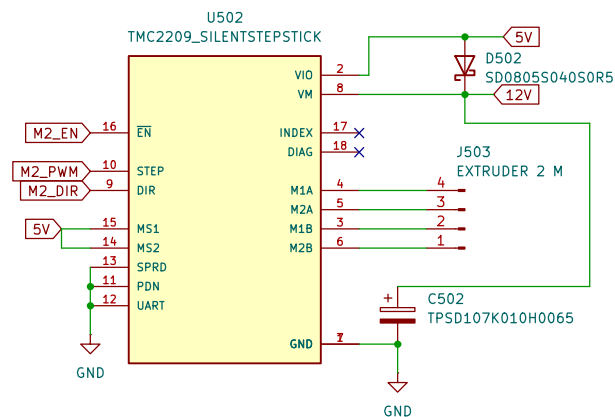 U502
TMC2209_SILENTSTEPSTICK
5V
D502
SD0805S040S0R5
12V
VIO 2
VM 8
M2_EN 16 EN
INDEX 17
DIAG 18
M2_PWM 10 STEP
M2_DIR 9 DIR
J503
EXTRUDER 2 M
M1A 4 4
M2A 5 3
M1B 3 2
M2B 6 1
5V 15 MS1
14 MS2
13 SPRD
11 PDN
12 UART
GND
GND
+
C502
TPSD107K010H0065
GND